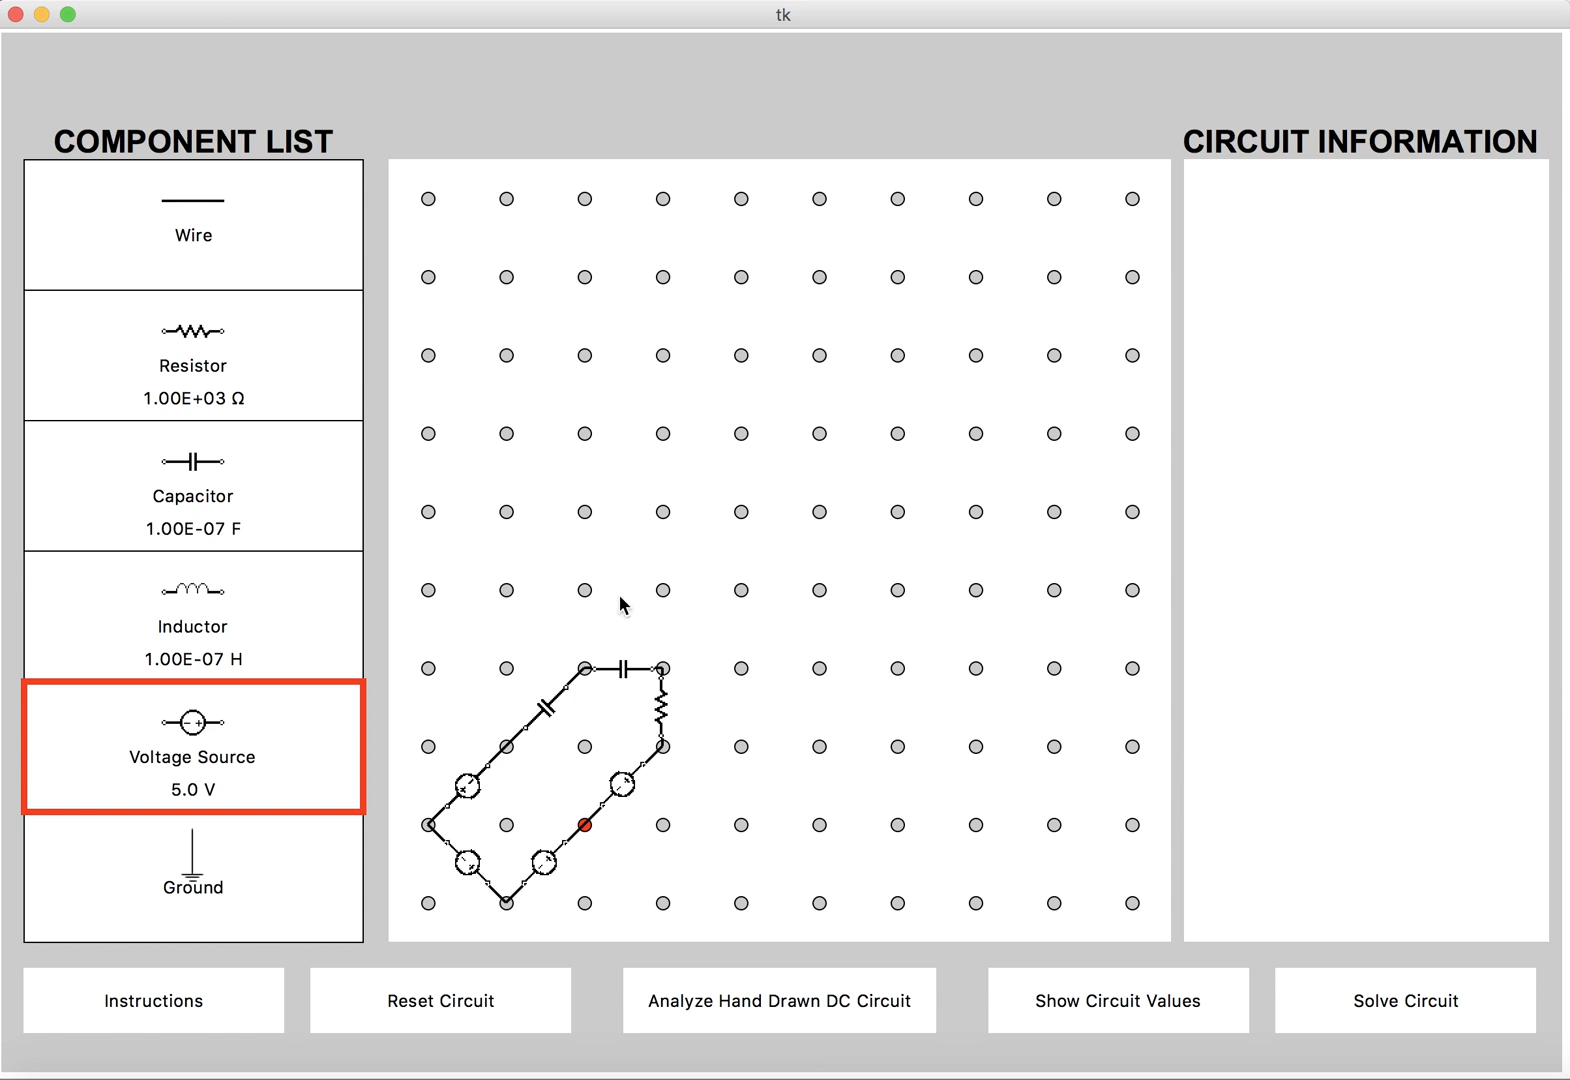 tk
COMPONENT LIST
CIRCUIT INFORMATION
Wire
Resistor
1.00E+03 Ω
Capacitor
1.00E-07 F
Inductor
1.00E-07 H
Voltage Source
5.0 V
Ground
Instructions
Reset Circuit
Analyze Hand Drawn DC Circuit
Show Circuit Values
Solve Circuit